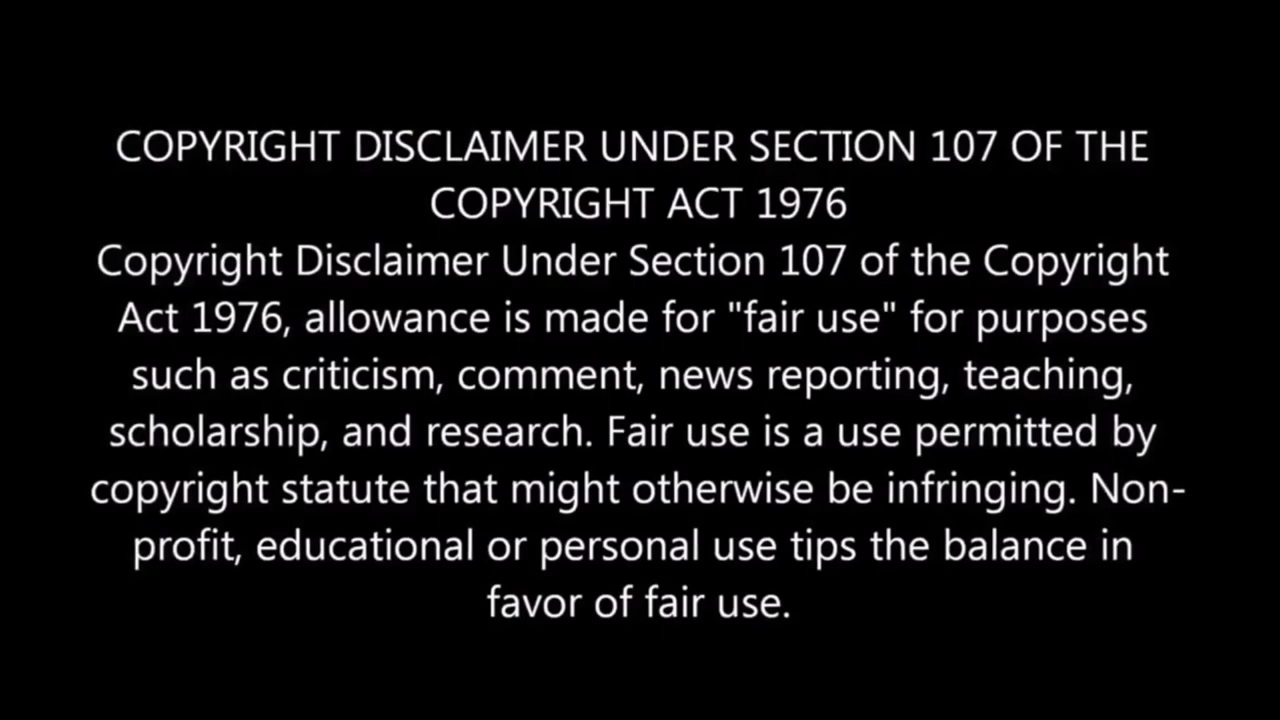 COPYRIGHT DISCLAIMER UNDER SECTION 107 OF THE
COPYRIGHT ACT 1976
Copyright Disclaimer Under Section 107 of the Copyright
Act 1976, allowance is made for "fair use" for purposes
such as criticism, comment, news reporting, teaching,
scholarship, and research. Fair use is a use permitted by
copyright statute that might otherwise be infringing. Non-
profit, educational or personal use tips the balance in
favor of fair use.